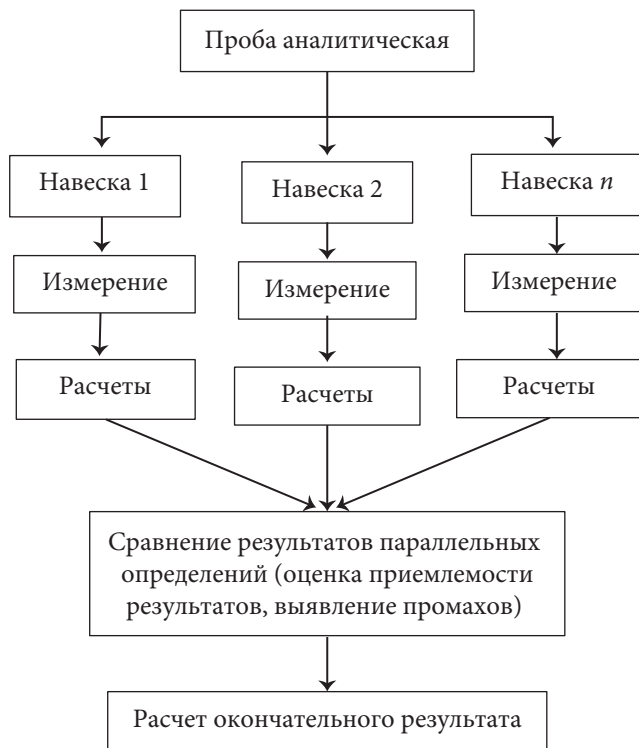 Проба аналитическая
Навеска 1
Навеска 2
Навеска n
Измерение
Измерение
Измерение
Расчеты
Расчеты
Расчеты
Сравнение результатов параллельных
определений (оценка приемлемости
результатов, выявление промахов)
Расчет окончательного результата